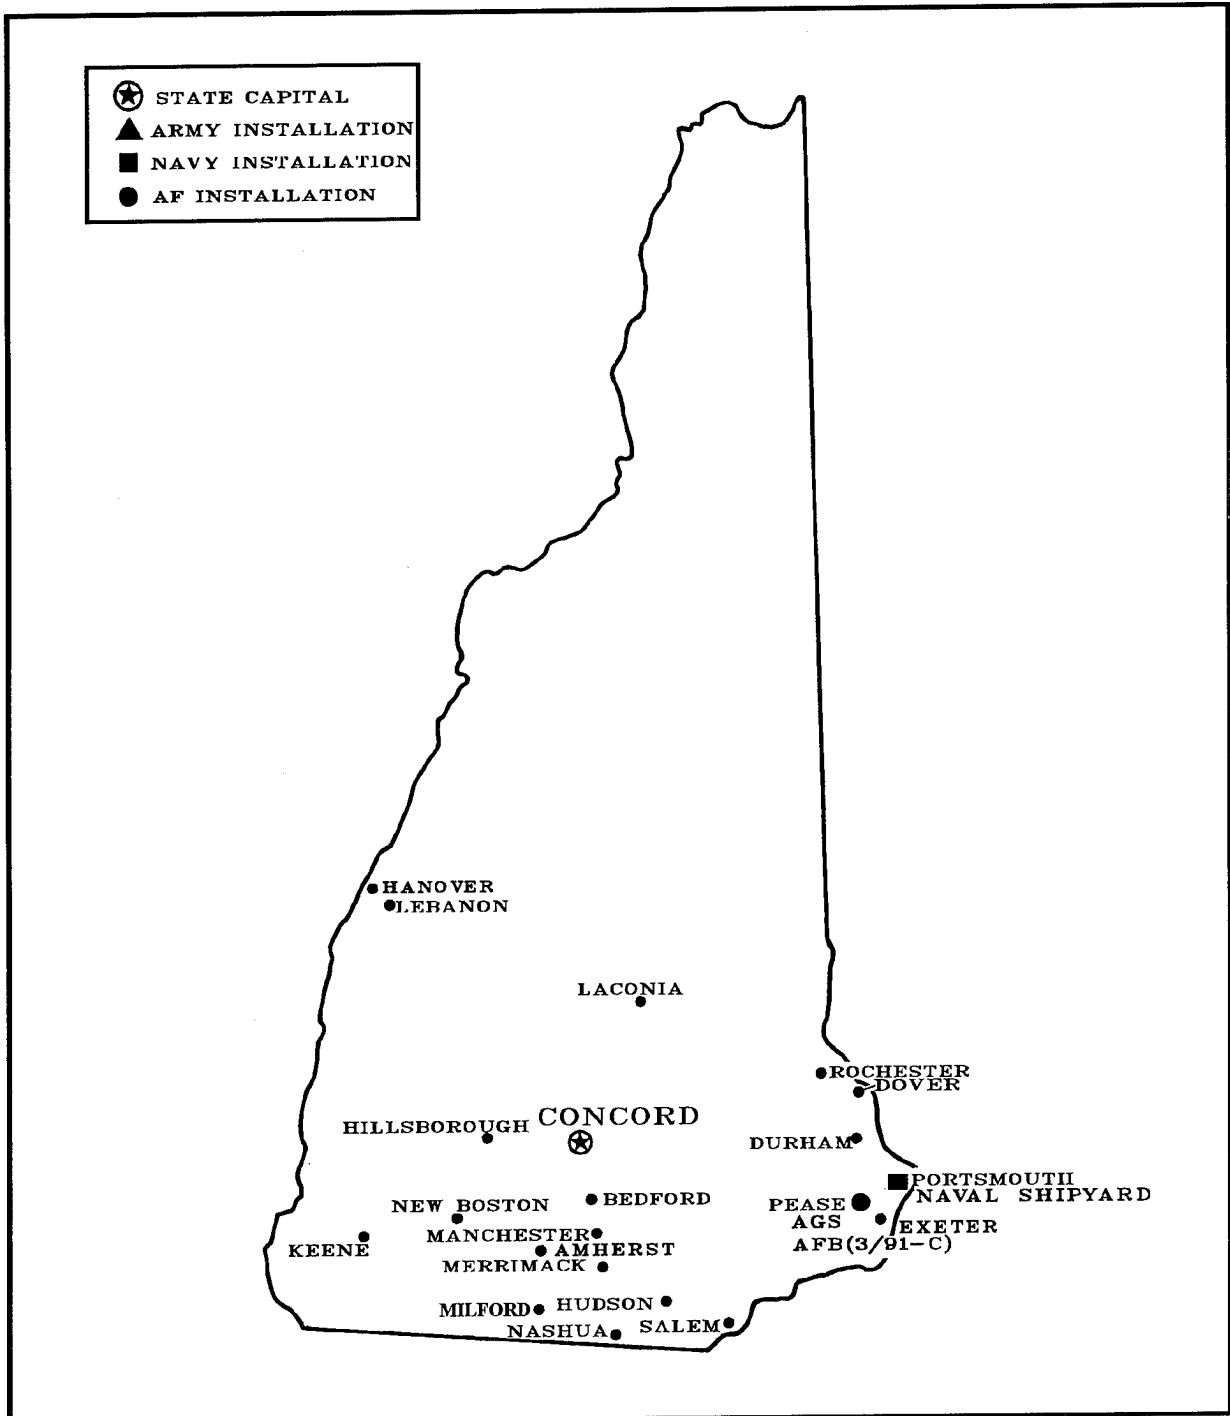 STATE CAPITAL
ARMY INSTALLATION
NAVY INSTALLATION
AF INSTALLATION
HANOVER
LEBANON
LACONIA
ROCHESTER
DOVER
HILLSBOROUGH
CONCORD
DURHAM
PORTSMOUTH
NAVAL SHIPYARD
NEW BOSTON
BEDFORD
PEASE
AGS
AFB(3/91-C)
EXETER
MANCHESTER
KEENE
AMHERST
MERRIMACK
MILFORD
HUDSON
NASHUA
SALEM